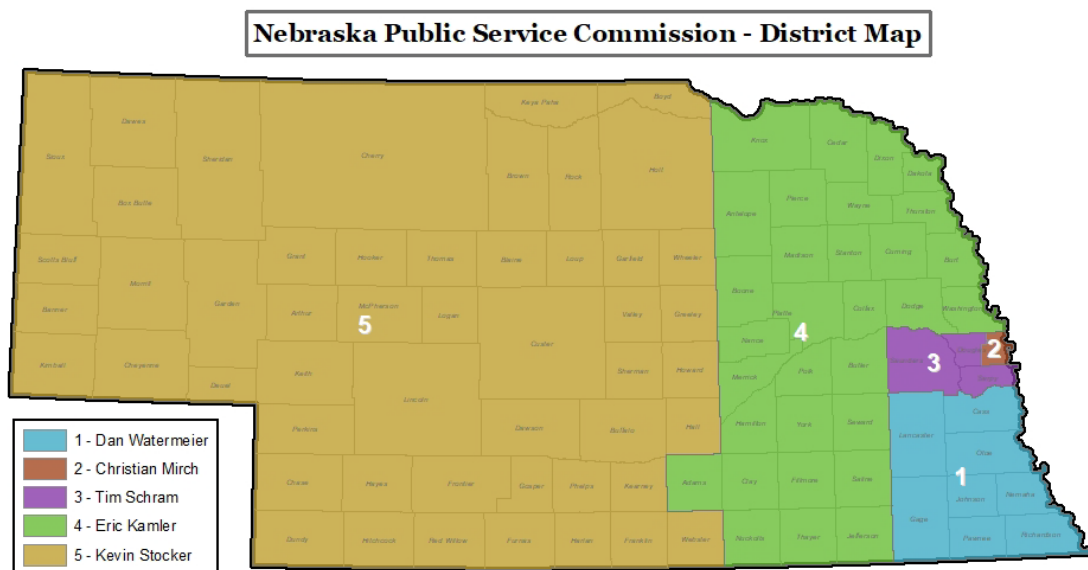 Nebraska Public Service Commission - District Map
Boyd
Keya Paha
Dawes
Knox
Cedar
Dixon
Sioux
Sheridan
Cherry
Holt
Dakota
Brown
Rock
Box Butte
Pierce
Wayne
Thurston
Antelope
Scotts Bluff
Grant
Hooker
Thomas
Blaine
Loup
Garfield
Wheeler
Madison
Stanton
Cuming
Burt
Morrill
Garden
Boone
Banner
Arthur
McPherson
Logan
Valley
Greeley
Platte
Colfax
Dodge
Washington
5
Custer
4
Nance
2
Kimball
Cheyenne
Keith
Sherman
Howard
Merrick
Polk
Butler
Saunders
3
Douglas
Sarpy
Deuel
Lincoln
Perkins
Dawson
Buffalo
Hall
Hamilton
York
Seward
Lancaster
Cass
Otoe
Chase
Hayes
Frontier
Gosper
Phelps
Kearney
Adams
Clay
Fillmore
Saline
1
Johnson
Nemaha
Gage
Dundy
Hitchcock
Red Willow
Furnas
Harlan
Franklin
Webster
Nuckolls
Thayer
Jefferson
Pawnee
Richardson
1 - Dan Watermeier
2 - Christian Mirch
3 - Tim Schram
4 - Eric Kamler
5 - Kevin Stocker